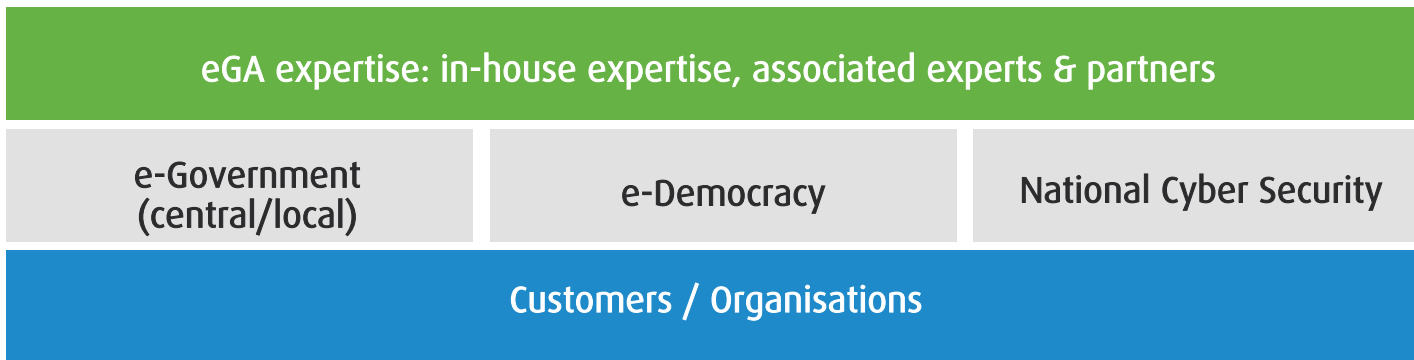 eGA expertise: in-house expertise, associated experts & partners
e-Government
(central/local)
e-Democracy
National Cyber Security
Customers / Organisations